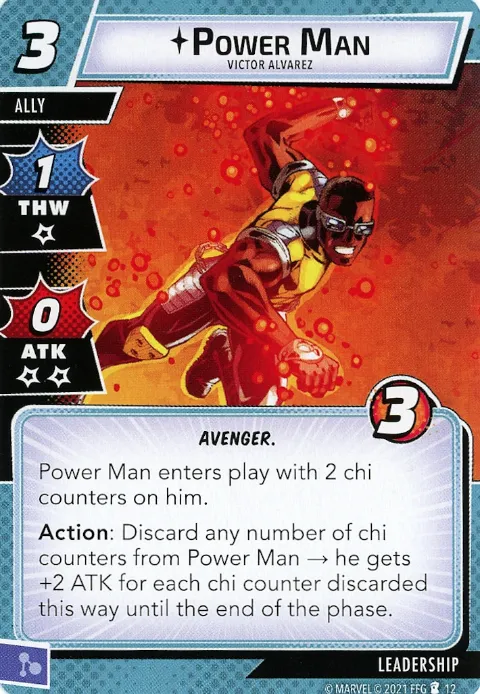 3
Power Man
VICTOR ALVAREZ
ALLY
1
THW
0
ATK
3
AVENGER.
Power Man enters play with 2 chi
counters on him.
Action: Discard any number of chi
counters from Power Man → he gets
+2 ATK for each chi counter discarded
this way until the end of the phase.
LEADERSHIP
© MARVEL © 2021 FFG 12